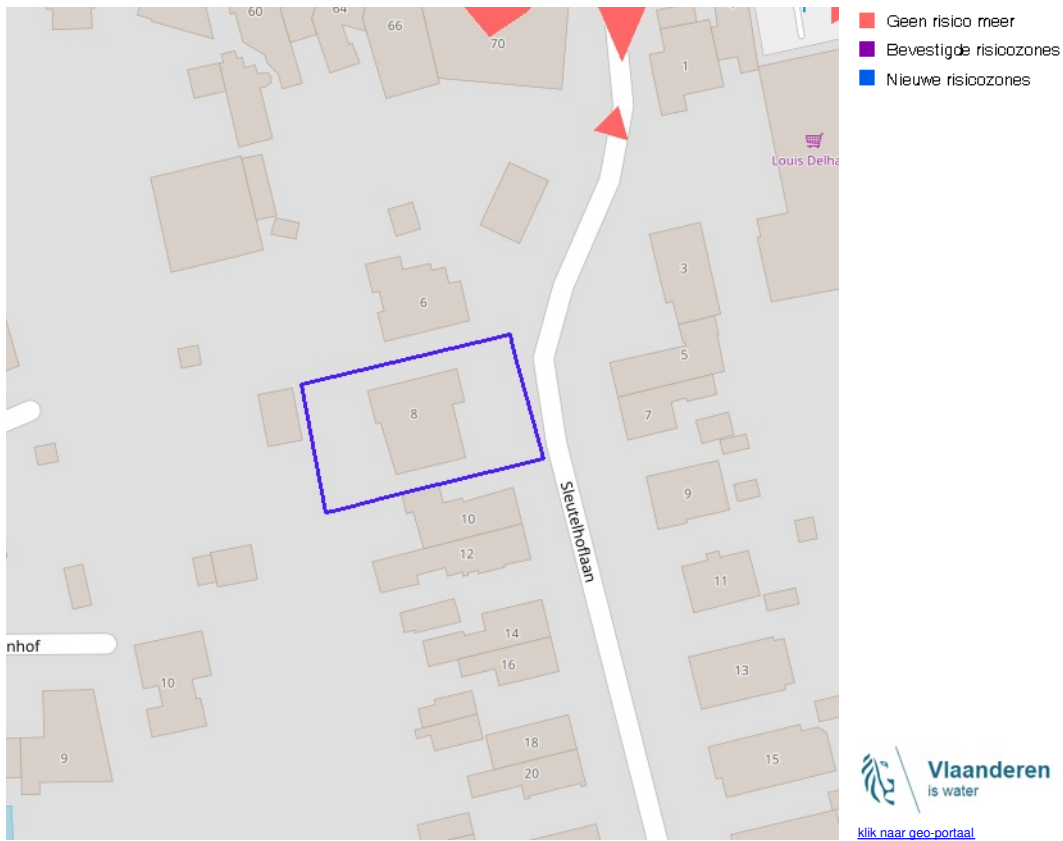 60
64
66
70
1
Louis Delha
3
6
5
8
7
9
10
Sleutelhoflaan
12
11
nhof
14
16
10
13
18
9
15
20
Geen risico meer
Bevestigde risicozones
Nieuwe risicozones
Vlaanderen
is water
klik naar geo-portaal